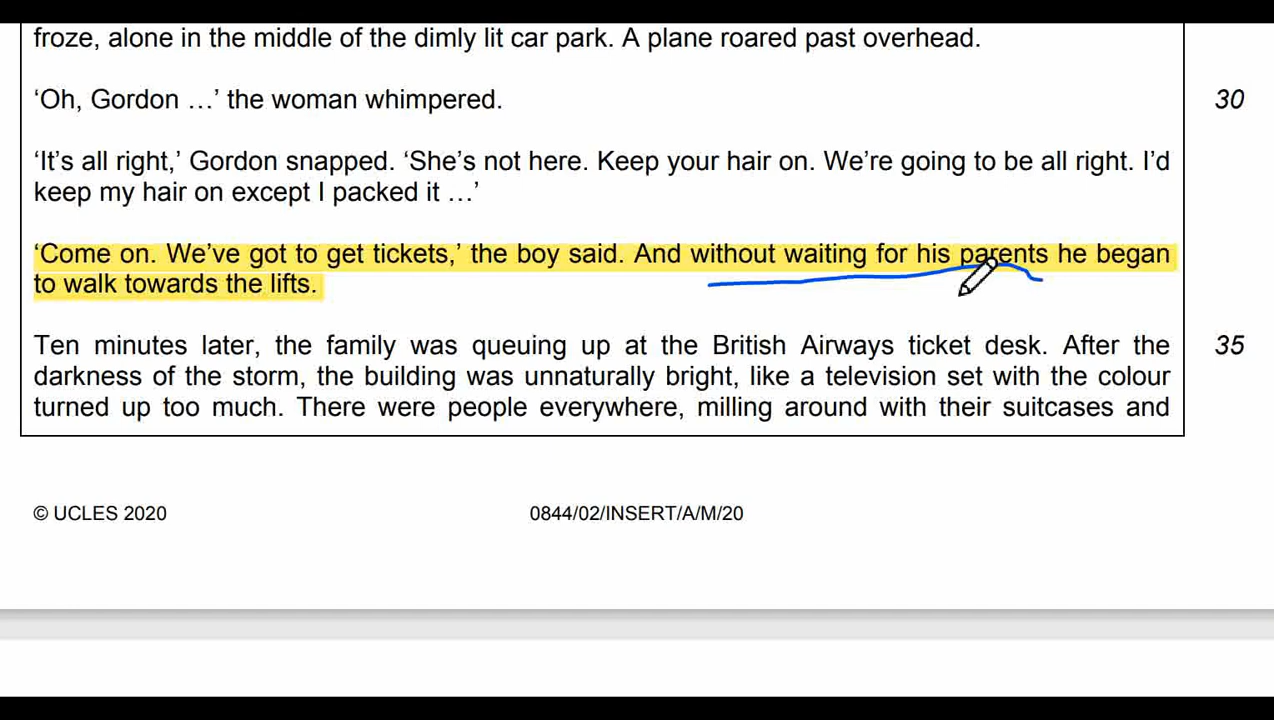 froze, alone in the middle of the dimly lit car park. A plane roared past overhead.
‘Oh, Gordon …’ the woman whimpered.
30
‘It’s all right,’ Gordon snapped. ‘She’s not here. Keep your hair on. We’re going to be all right. I’d
keep my hair on except I packed it …’
‘Come on. We’ve got to get tickets,’ the boy said. And without waiting for his parents he began
to walk towards the lifts.
Ten minutes later, the family was queuing up at the British Airways ticket desk. After the
35
darkness of the storm, the building was unnaturally bright, like a television set with the colour
turned up too much. There were people everywhere, milling around with their suitcases and
© UCLES 2020
0844/02/INSERT/A/M/20